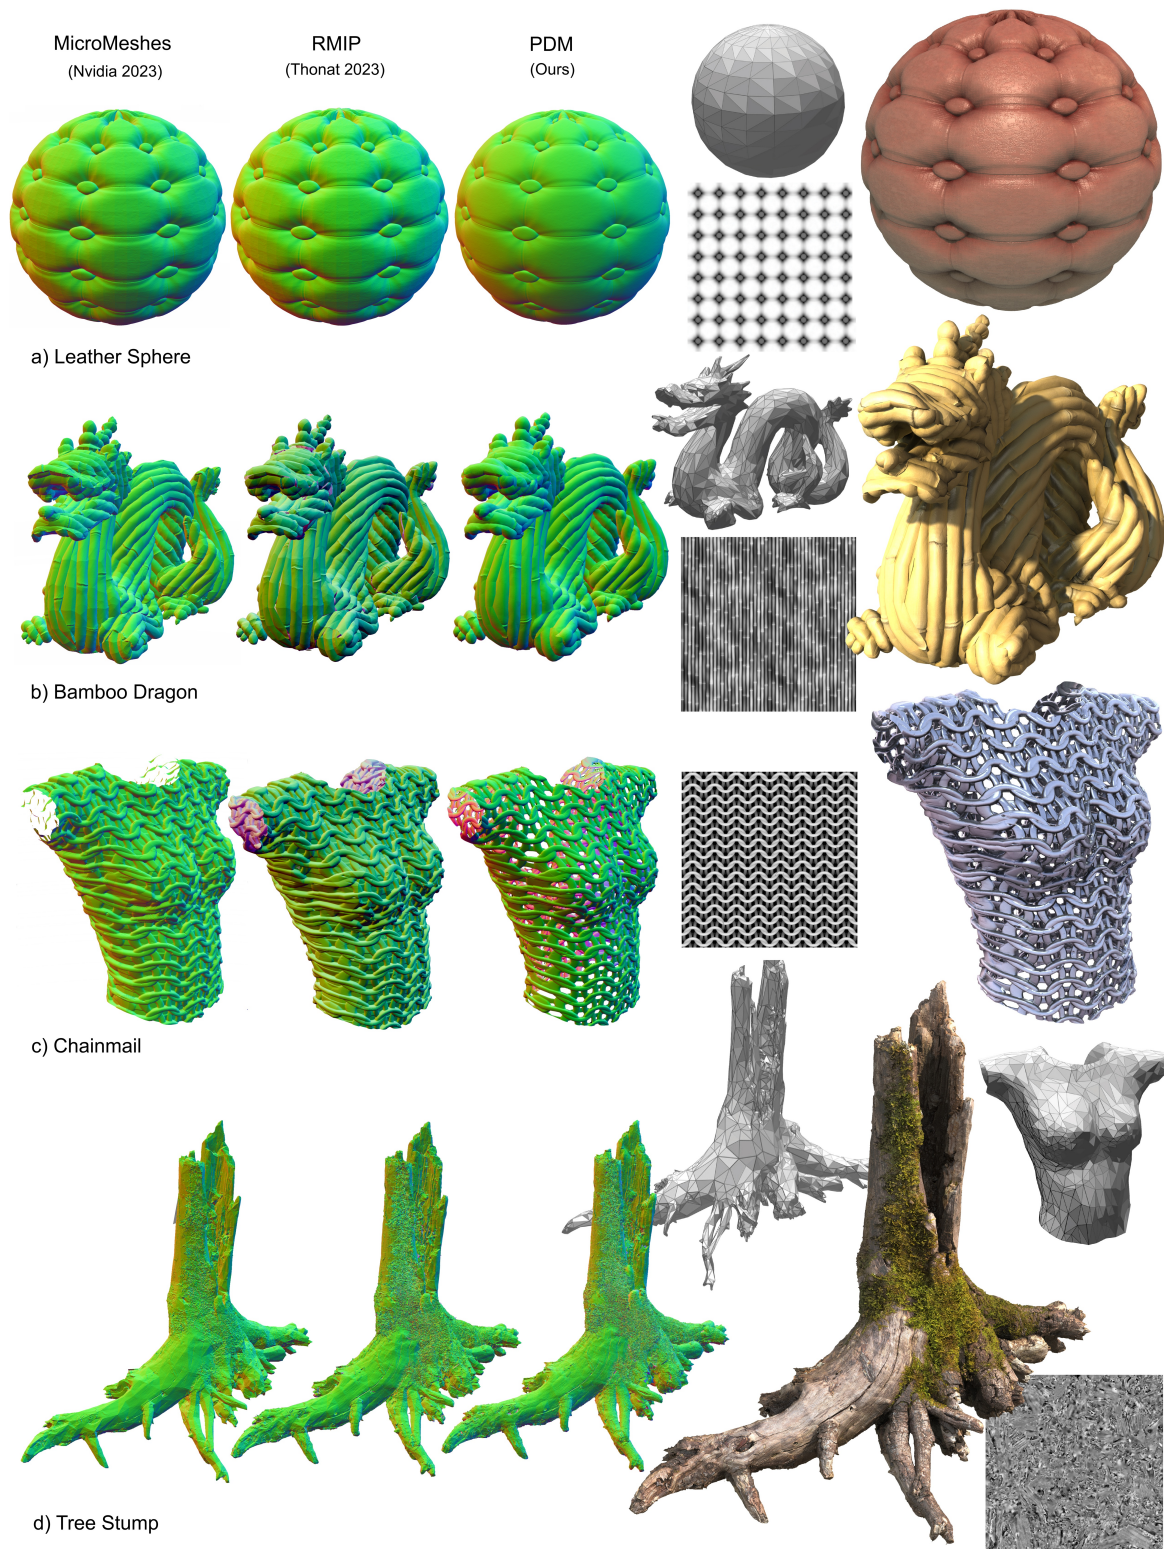 MicroMeshes
(Nvidia 2023)
RMIP
(Thonat 2023)
PDM
(Ours)
a) Leather Sphere
b) Bamboo Dragon
c) Chainmail
d) Tree Stump